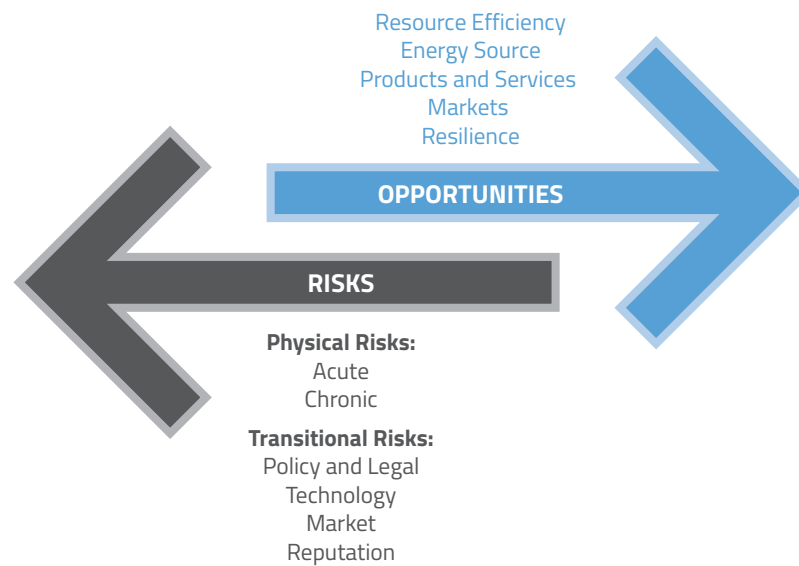 Resource Efficiency
Energy Source
Products and Services
Markets
Resilience
OPPORTUNITIES
RISKS
Physical Risks:
Acute
Chronic
Transitional Risks:
Policy and Legal
Technology
Market
Reputation